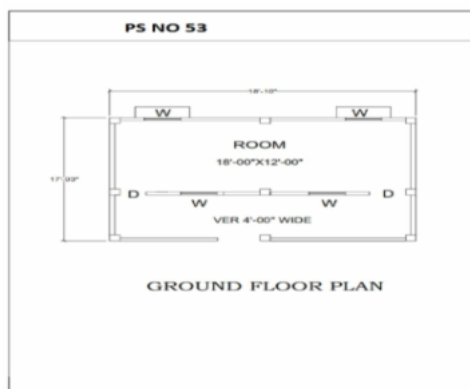 PS NO 53
W
W
ROOM
18'-00"X12'-00"
D
W
W
D
VER 4'-00" WIDE
GROUND FLOOR PLAN